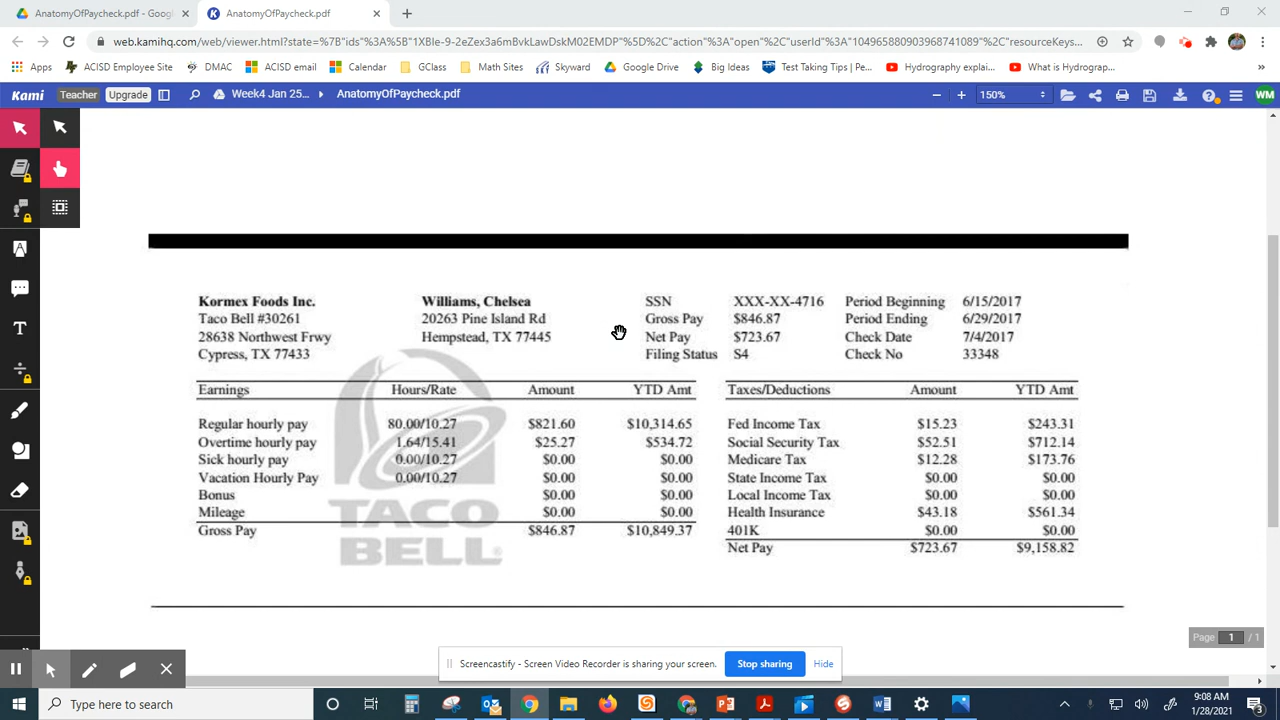 AnatomyOfPaycheck.pdf - Goog
AnatomyOfPaycheck.pdf
web.kamihq.com/web/viewer.html?state=%7B"ids"%3A%5B"1XBIe-9-2eZex3a6mBvkLswDskM02EMDP"%5D%2C"action"%3A"open"%2C"userId"%3A"104965880903968741089"%2C"resourceKeys...
Apps
ACISD Employee Site
DMAC
ACISD email
Calendar
GClass
Math Sites
Skyward
Google Drive
Big Ideas
Test Taking Tips | Pe...
Hydrography explai...
What is Hydrograp...
»
Kami Teacher Upgrade Week4 Jan 25... AnatomyOfPaycheck.pdf 150% WM
Kormex Foods Inc. Williams, Chelsea SSN XXX-XX-4716 Period Beginning 6/15/2017
Taco Bell #30261 20263 Pine Island Rd Gross Pay $846.87 Period Ending 6/29/2017
28638 Northwest Frwy Hempstead, TX 77445 Net Pay $723.67 Check Date 7/4/2017
Cypress, TX 77433 Filing Status S4 Check No 33348
Earnings Hours/Rate Amount YTD Amt Taxes/Deductions Amount YTD Amt
Regular hourly pay 80.00/10.27 $821.60 $10,314.65 Fed Income Tax $15.23 $243.31
Overtime hourly pay 1.64/15.41 $25.27 $534.72 Social Security Tax $52.51 $712.14
Sick hourly pay 0.00/10.27 $0.00 $0.00 Medicare Tax $12.28 $173.76
Vacation Hourly Pay 0.00/10.27 $0.00 $0.00 State Income Tax $0.00 $0.00
Bonus $0.00 $0.00 Local Income Tax $0.00 $0.00
Mileage $0.00 $0.00 Health Insurance $43.18 $561.34
Gross Pay $846.87 $10,849.37 401K $0.00 $0.00
Net Pay $723.67 $9,158.82
TACO
BELL®
Page 1 / 1
Screencastify - Screen Video Recorder is sharing your screen. Stop sharing Hide
Type here to search
9:08 AM
1/28/2021
3